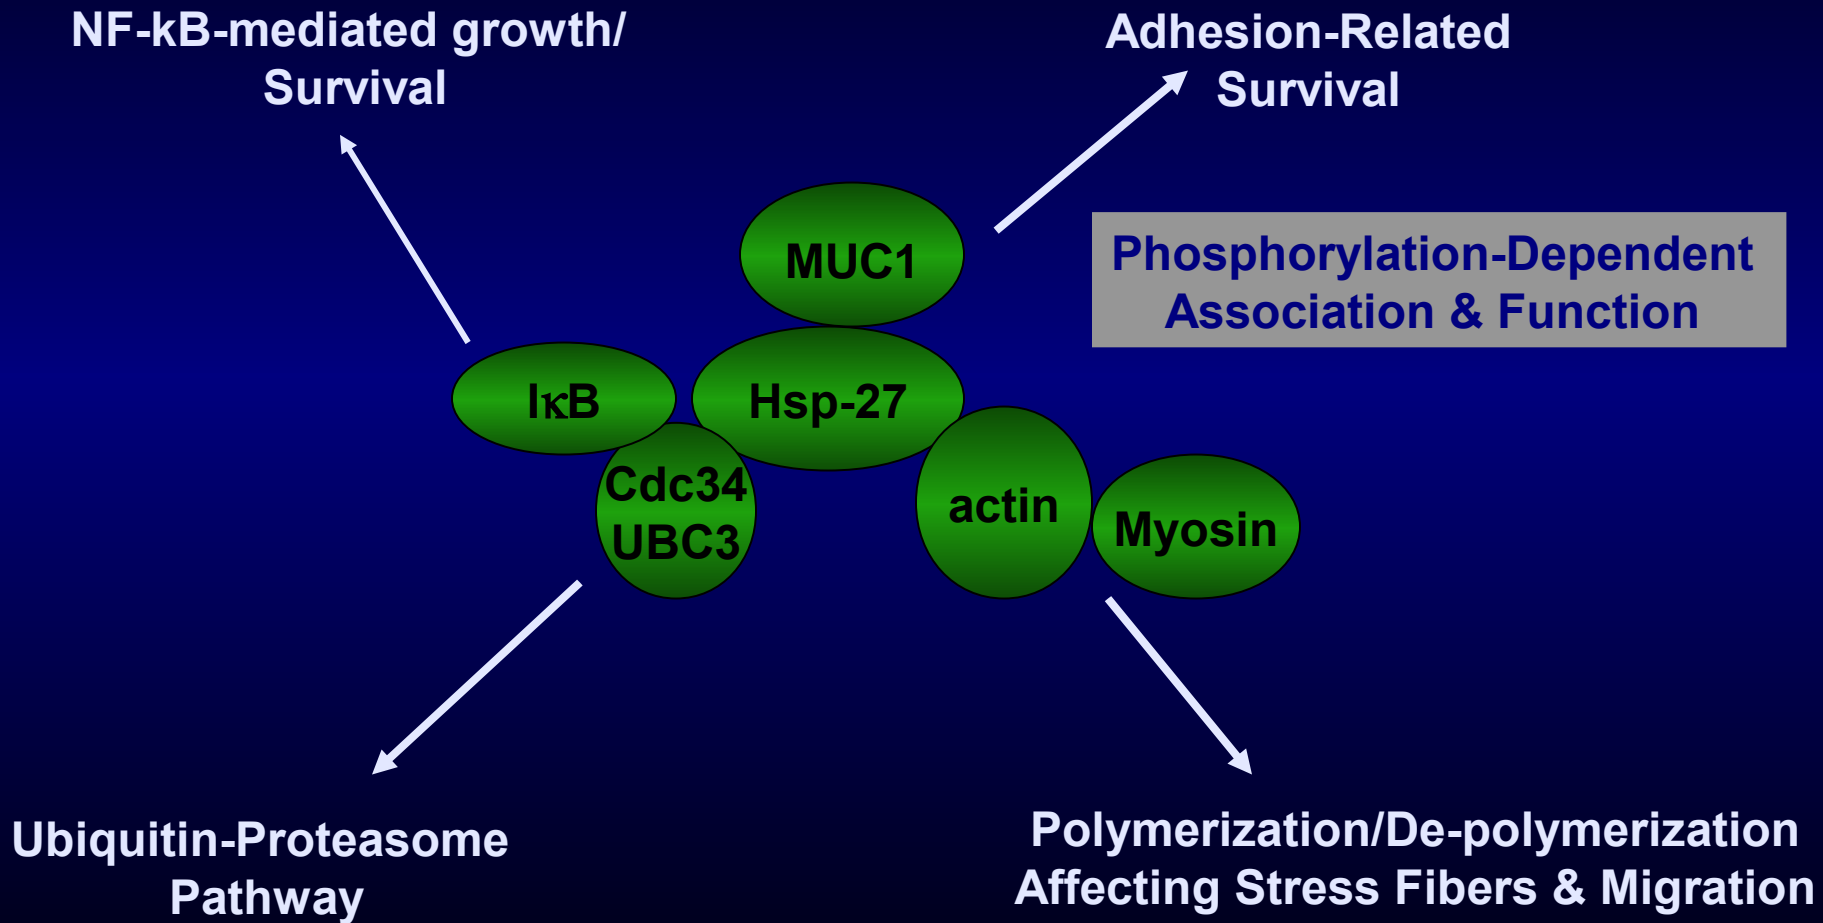 NF-kB-mediated growth/
Survival
Adhesion-Related
Survival
MUC1
Phosphorylation-Dependent
Association & Function
IκB
Hsp-27
Cdc34
UBC3
actin
Myosin
Ubiquitin-Proteasome
Pathway
Polymerization/De-polymerization
Affecting Stress Fibers & Migration